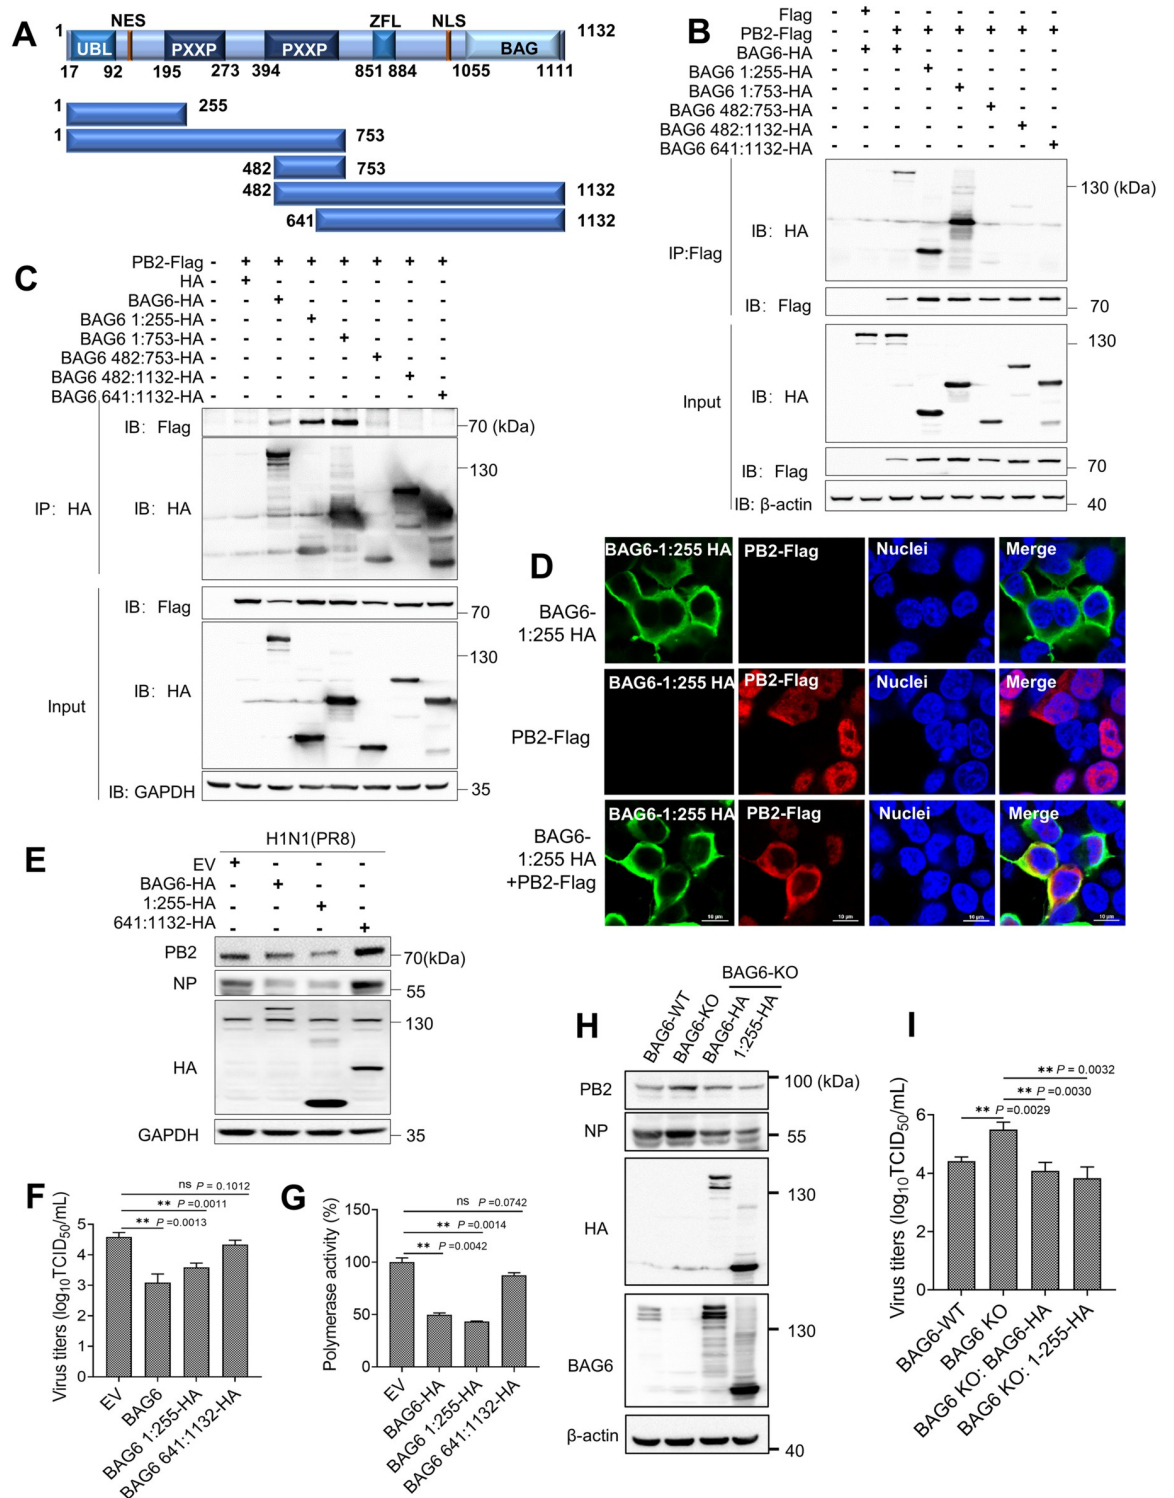 A
NES
ZFL
NLS
1
1132
UBL
PXXP
PXXP
BAG
17
92
195
273
394
851
884
1055
1111
1
255
1
753
482
753
482
1132
641
1132
B
Flag - + - - - - - -
PB2-Flag - - + + + + + +
BAG6-HA - + + - - - - -
BAG6 1:255-HA - - - + - - - -
BAG6 1:753-HA - - - - + - - -
BAG6 482:753-HA - - - - - + - -
BAG6 482:1132-HA - - - - - - + -
BAG6 641:1132-HA - - - - - - - +
IP:Flag
IB: HA
130 (kDa)
IB: Flag
70
Input
IB: HA
130
IB: Flag
70
IB: β-actin
40
C
PB2-Flag - + + + + + + +
HA - + - - - - - -
BAG6-HA - - + - - - - -
BAG6 1:255-HA - - - + - - - -
BAG6 1:753-HA - - - - + - - -
BAG6 482:753-HA - - - - - + - -
BAG6 482:1132-HA - - - - - - + -
BAG6 641:1132-HA - - - - - - - +
IP: HA
IB: Flag
70 (kDa)
IB: HA
130
Input
IB: Flag
70
IB: HA
130
IB: GAPDH
35
D
BAG6-1:255 HA
PB2-Flag
Nuclei
Merge
BAG6-
1:255 HA
BAG6-1:255 HA
PB2-Flag
Nuclei
Merge
PB2-Flag
BAG6-1:255 HA
PB2-Flag
Nuclei
Merge
BAG6-
1:255 HA
+PB2-Flag
10 μm
10 μm
10 μm
10 μm
E
H1N1(PR8)
EV + - - -
BAG6-HA - + - -
1:255-HA - - + -
641:1132-HA - - - +
PB2
70(kDa)
NP
55
HA
130
GAPDH
35
F
Virus titers (log10TCID50/mL)
ns P = 0.1012
** P =0.0011
** P =0.0013
5
4
3
2
1
0
EV
BAG6
BAG6 1:255-HA
BAG6 641:1132-HA
G
Polymerase activity (%)
ns P =0.0742
** P =0.0014
** P =0.0042
150
100
50
0
EV
BAG6-HA
BAG6 1:255-HA
BAG6 641:1132-HA
H
BAG6-KO
BAG6-WT
BAG6-KO
BAG6-HA
1:255-HA
PB2
100 (kDa)
NP
55
HA
130
BAG6
130
β-actin
40
I
Virus titers (log10TCID50/mL)
** P = 0.0032
** P =0.0030
** P =0.0029
6
4
2
0
BAG6-WT
BAG6 KO
BAG6 KO: BAG6-HA
BAG6 KO: 1-255-HA